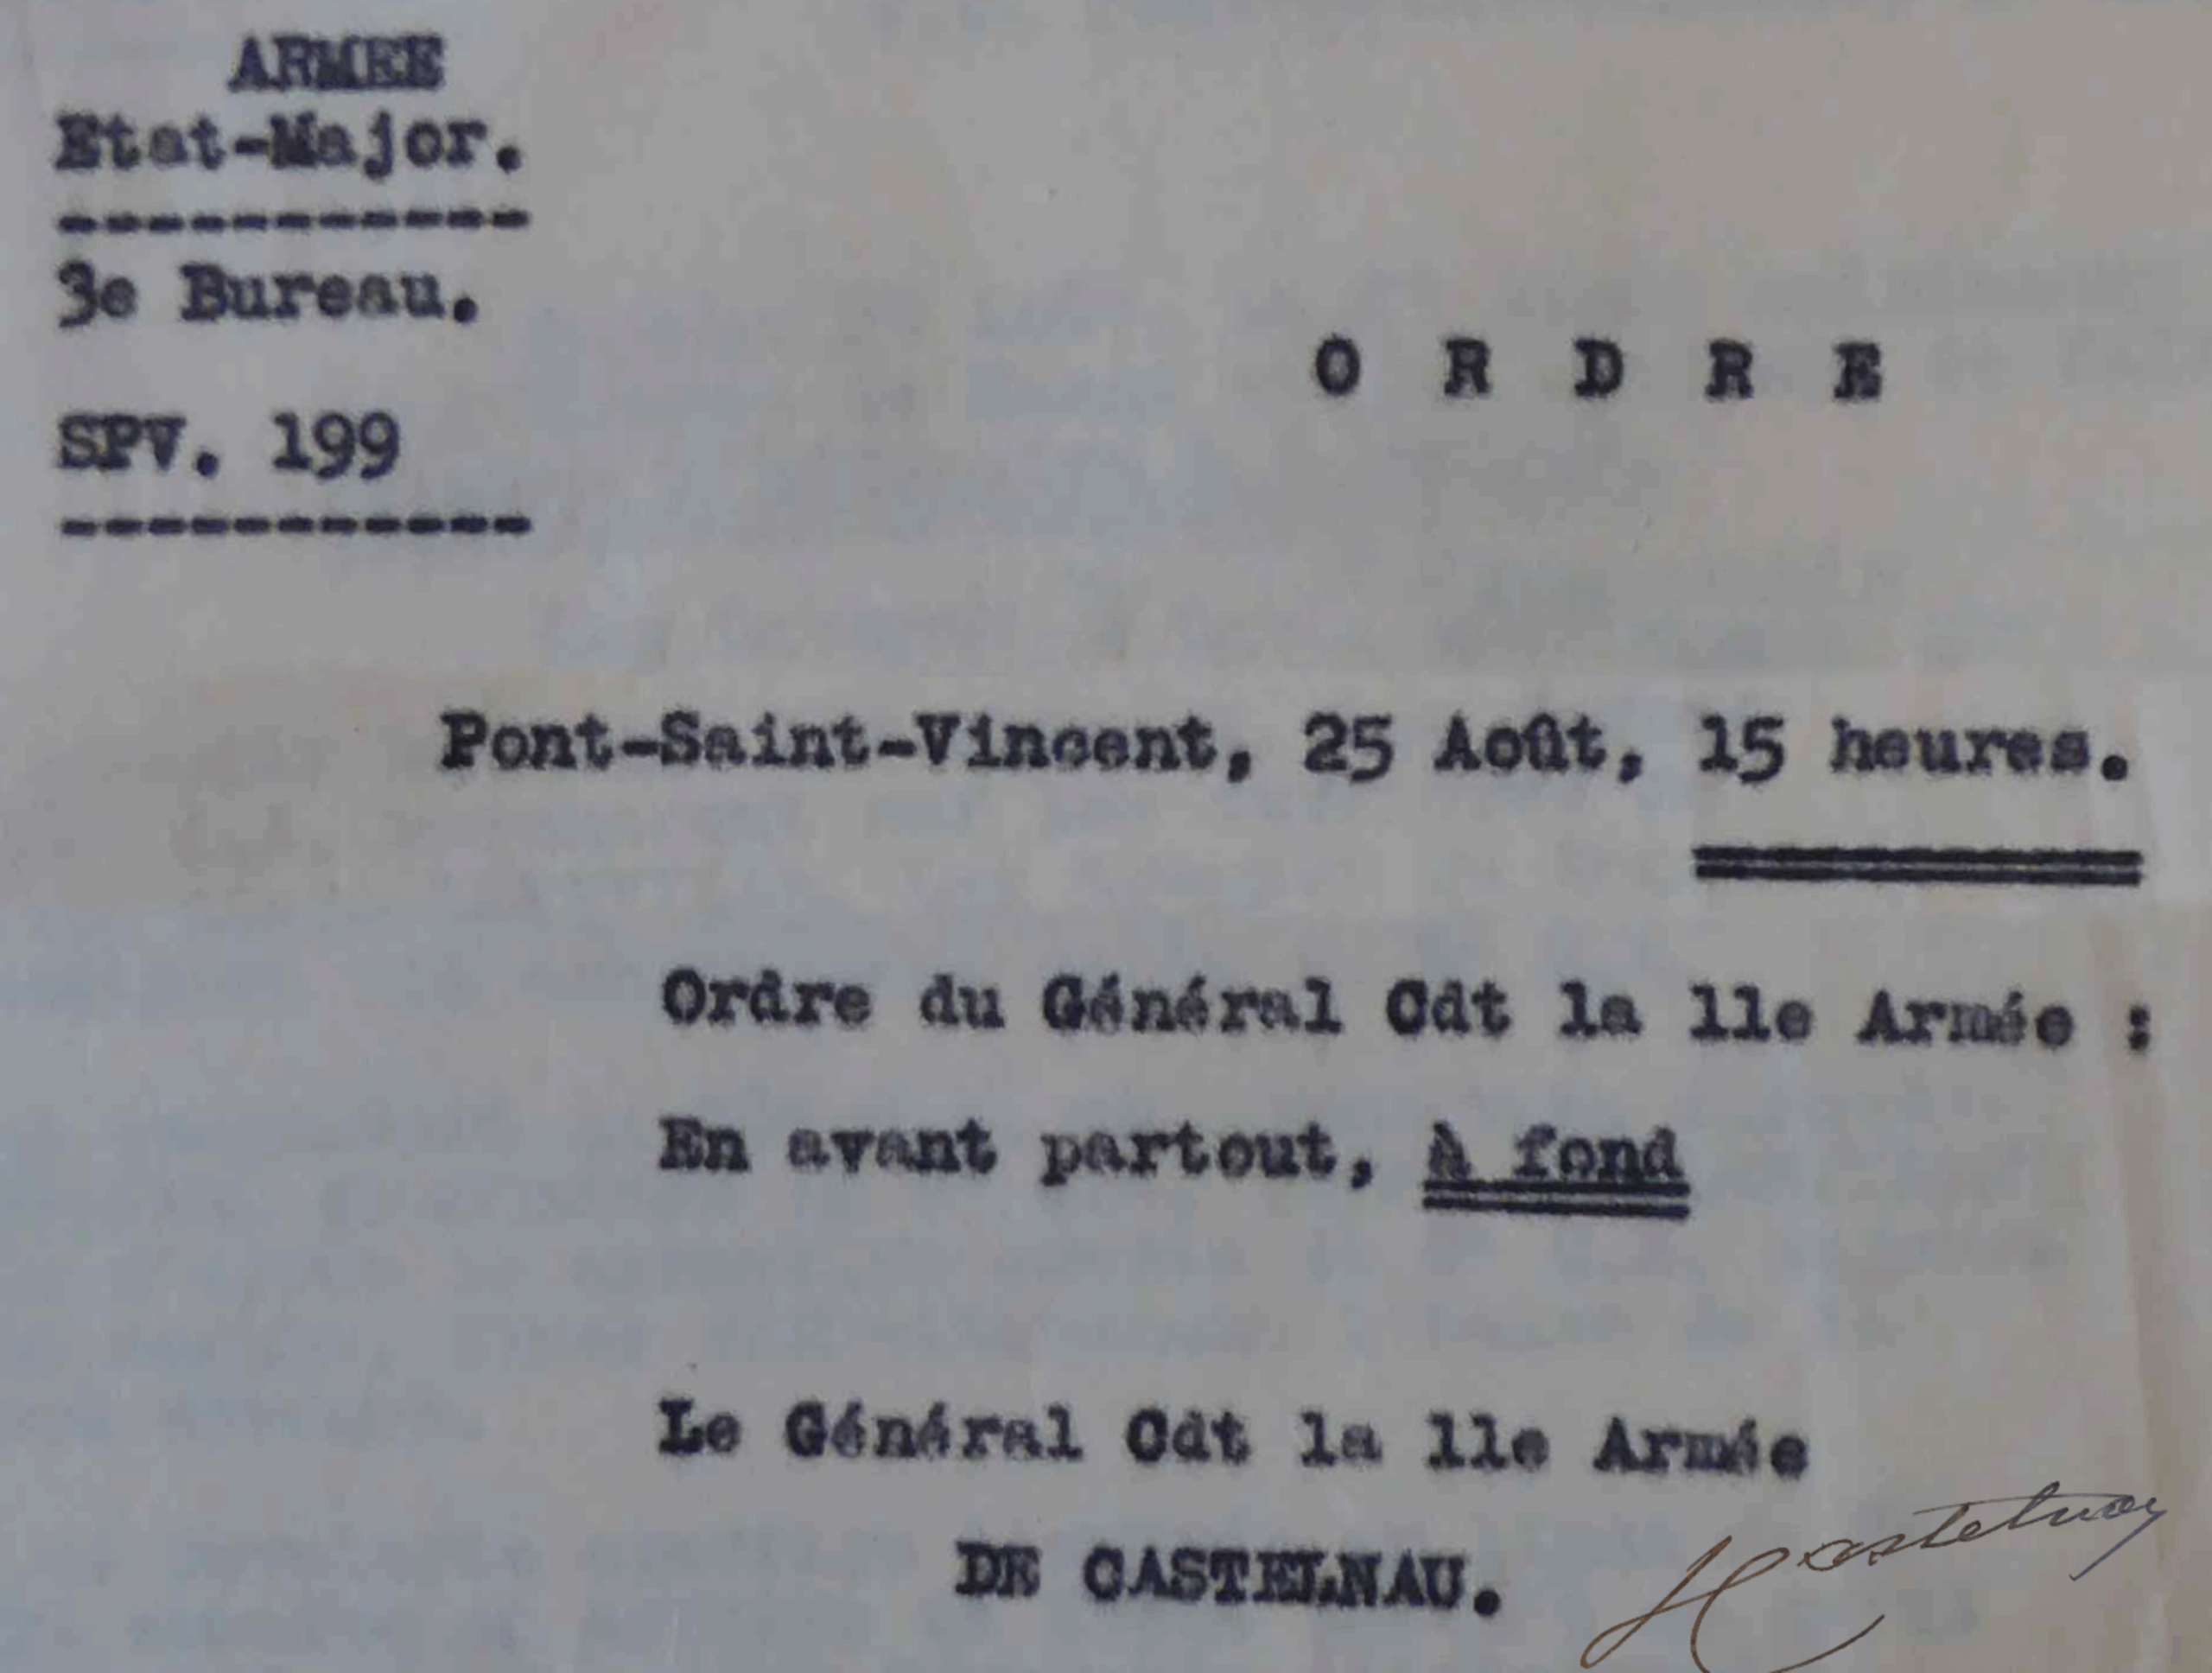 ARMEE
Etat-Major.
-----------
3e Bureau.
O R D R E
SPV. 199
-----------
Pont-Saint-Vincent, 25 Août, 15 heures.
Ordre du Général Cdt la 11e Armée :
En avant partout, à fond
Le Général Cdt la 11e Armée
DE CASTELNAU.
Castelnau